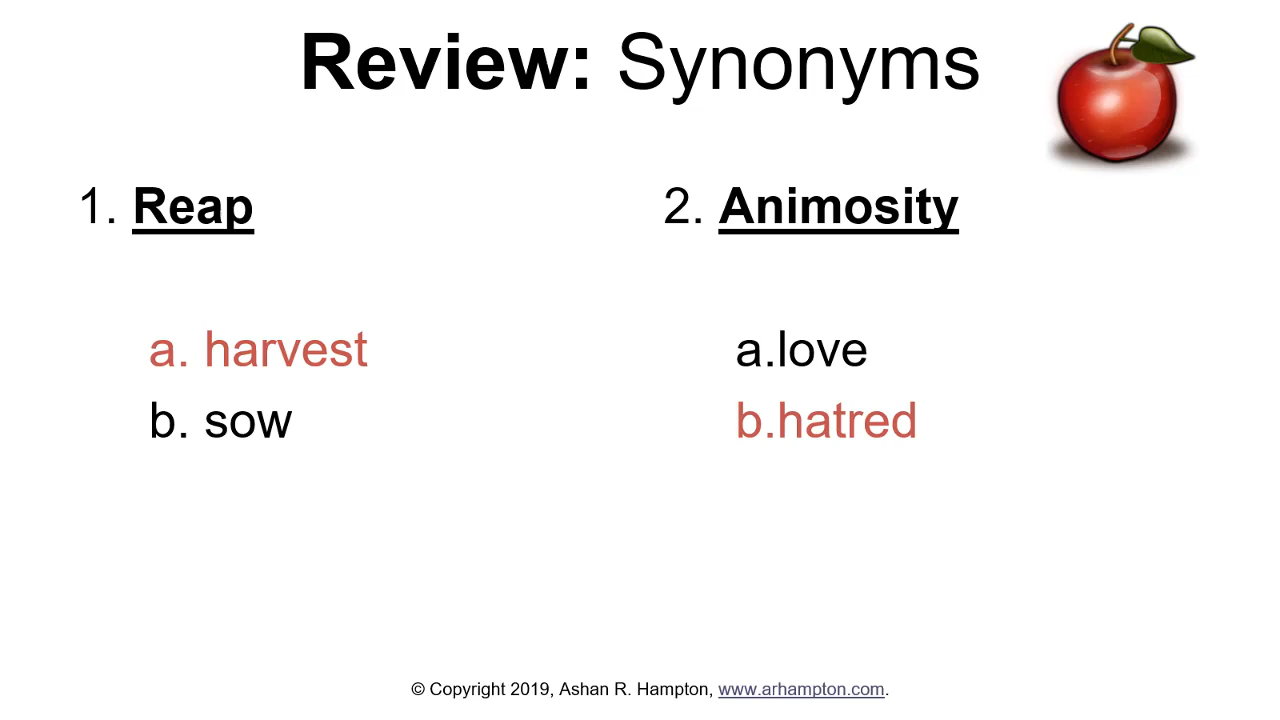 Review: Synonyms
1. Reap
a. harvest
b. sow
2. Animosity
a.love
b.hatred
© Copyright 2019, Ashan R. Hampton, www.arhampton.com.